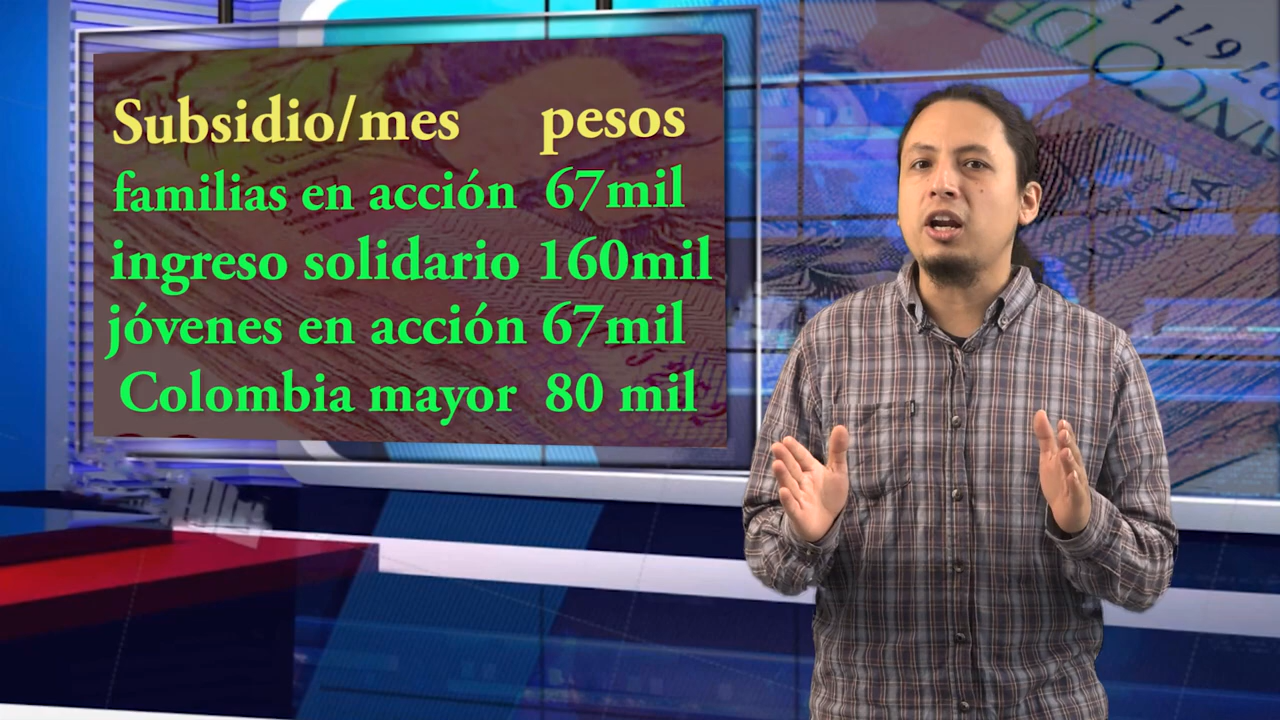 Subsidio/mes pesos
familias en acción 67mil
ingreso solidario 160mil
jóvenes en acción 67mil
Colombia mayor 80 mil